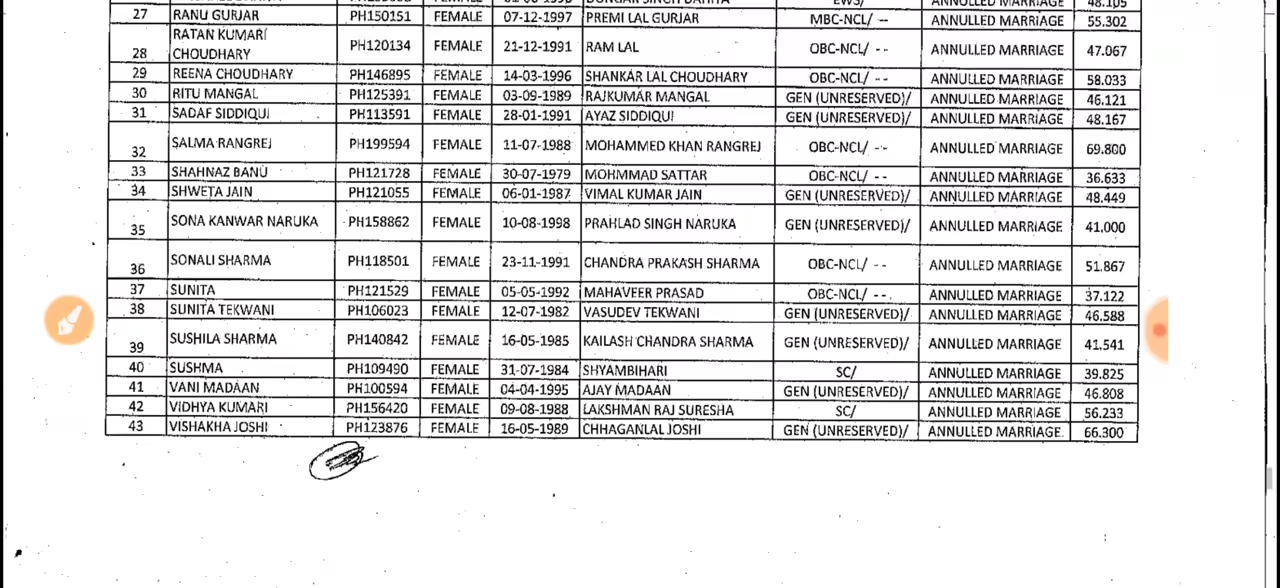 ANNULLED MARRIAGE 48.105
27 RANU GURJAR PH150151 FEMALE 07-12-1997 PREMI LAL GURJAR MBC-NCL/ -- ANNULLED MARRIAGE 55.302
28 RATAN KUMARI CHOUDHARY PH120134 FEMALE 21-12-1991 RAM LAL OBC-NCL/ -- ANNULLED MARRIAGE 47.067
29 REENA CHOUDHARY PH146895 FEMALE 14-03-1996 SHANKAR LAL CHOUDHARY OBC-NCL/ -- ANNULLED MARRIAGE 58.033
30 RITU MANGAL PH125391 FEMALE 03-09-1989 RAJKUMAR MANGAL GEN (UNRESERVED)/ ANNULLED MARRIAGE 46.121
31 SADAF SIDDIQUI PH113591 FEMALE 28-01-1991 AYAZ SIDDIQUI GEN (UNRESERVED)/ ANNULLED MARRIAGE 48.167
32 SALMA RANGREJ PH199594 FEMALE 11-07-1988 MOHAMMED KHAN RANGREJ OBC-NCL/ -- ANNULLED MARRIAGE 69.800
33 SHAHNAZ BANU PH121728 FEMALE 30-07-1979 MOHMMAD SATTAR OBC-NCL/ -- ANNULLED MARRIAGE 36.633
34 SHWETA JAIN PH121055 FEMALE 06-01-1987 VIMAL KUMAR JAIN GEN (UNRESERVED)/ ANNULLED MARRIAGE 48.449
35 SONA KANWAR NARUKA PH158862 FEMALE 10-08-1998 PRAHLAD SINGH NARUKA GEN (UNRESERVED)/ ANNULLED MARRIAGE 41.000
36 SONALI SHARMA PH118501 FEMALE 23-11-1991 CHANDRA PRAKASH SHARMA OBC-NCL/ -- ANNULLED MARRIAGE 51.867
37 SUNITA PH121529 FEMALE 05-05-1992 MAHAVEER PRASAD OBC-NCL/ -- ANNULLED MARRIAGE 37.122
38 SUNITA TEKWANI PH106023 FEMALE 12-07-1982 VASUDEV TEKWANI GEN (UNRESERVED)/ ANNULLED MARRIAGE 46.588
39 SUSHILA SHARMA PH140842 FEMALE 16-05-1985 KAILASH CHANDRA SHARMA GEN (UNRESERVED)/ ANNULLED MARRIAGE 41.541
40 SUSHMA PH109490 FEMALE 31-07-1984 SHYAMBIHARI SC/ ANNULLED MARRIAGE 39.825
41 VANI MADAAN PH100594 FEMALE 04-04-1995 AJAY MADAAN GEN (UNRESERVED)/ ANNULLED MARRIAGE 46.808
42 VIDHYA KUMARI PH156420 FEMALE 09-08-1988 LAKSHMAN RAJ SURESHA SC/ ANNULLED MARRIAGE 56.233
43 VISHAKHA JOSHI PH123876 FEMALE 16-05-1989 CHHAGANLAL JOSHI GEN (UNRESERVED)/ ANNULLED MARRIAGE 66.300